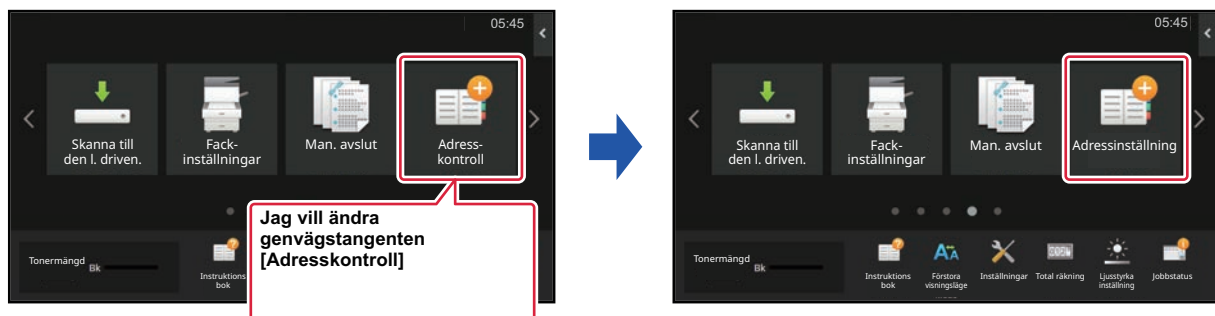 05:45
Skanna till
den l. driven.
Fack-
inställningar
Man. avslut
Adress-
kontroll
Jag vill ändra
genvägstangenten
[Adresskontroll]
Tonermängd
Bk
Instruktions
bok
05:45
Skanna till
den l. driven.
Fack-
inställningar
Man. avslut
Adressinställning
Tonermängd
Bk
Instruktions
bok
Förstora
visningsläge
Inställningar
Total räkning
Ljusstyrka
inställning
Jobbstatus